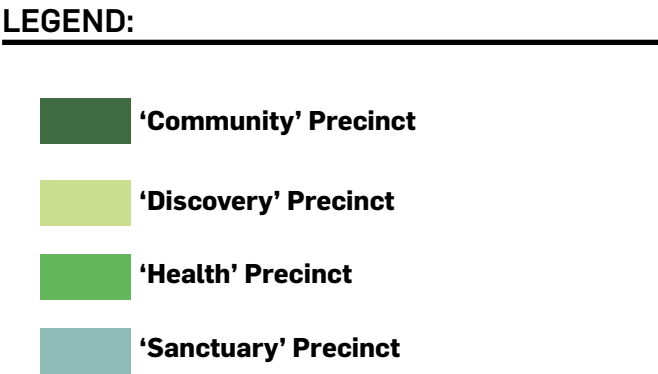 LEGEND:
‘Community’ Precinct
‘Discovery’ Precinct
‘Health’ Precinct
‘Sanctuary’ Precinct